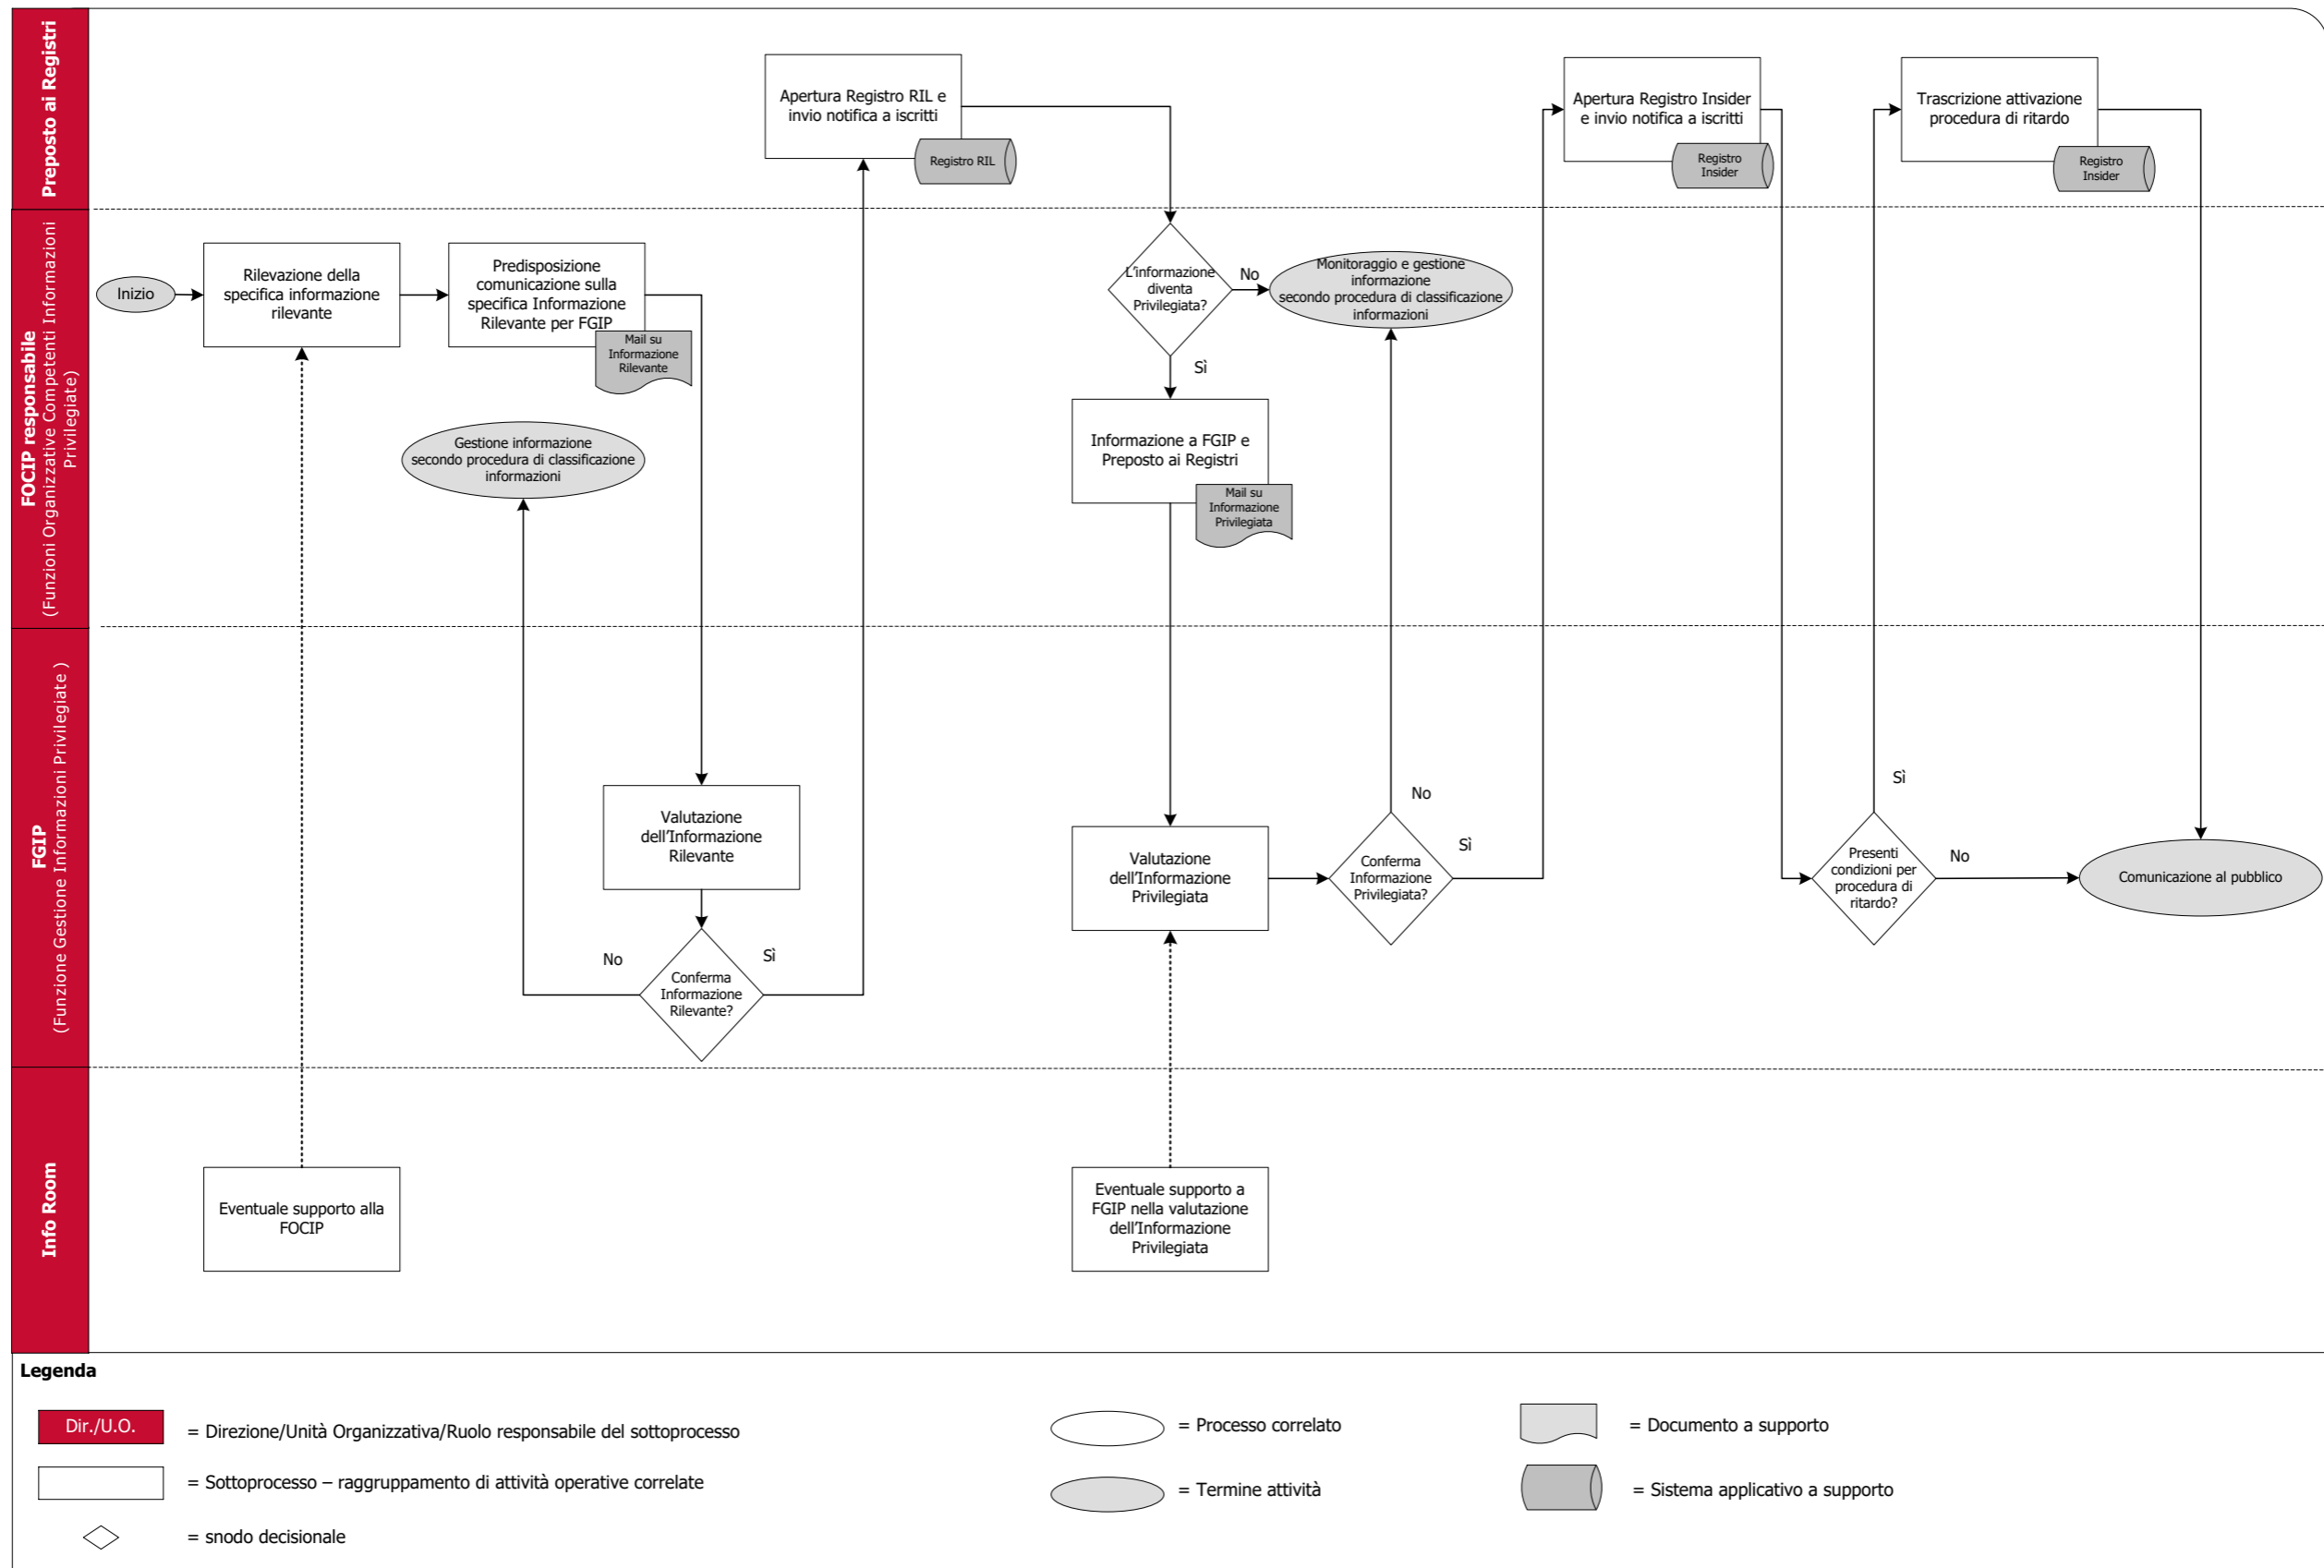 Preposto ai Registri
Apertura Registro RIL e
invio notifica a iscritti
Registro RIL
Apertura Registro Insider
e invio notifica a iscritti
Registro
Insider
Trascrizione attivazione
procedura di ritardo
Registro
Insider
FOCIP responsabile
(Funzioni Organizzative Competenti Informazioni
Privilegiate)
Inizio
Rilevazione della
specifica informazione
rilevante
Predisposizione
comunicazione sulla
specifica Informazione
Rilevante per FGIP
Mail su
Informazione
Rilevante
Gestione informazione
secondo procedura di classificazione
informazioni
L'informazione
diventa
Privilegiata?
No
Sì
Monitoraggio e gestione
informazione
secondo procedura di classificazione
informazioni
Informazione a FGIP e
Preposto ai Registri
Mail su
Informazione
Privilegiata
FGIP
(Funzione Gestione Informazioni Privilegiate )
Valutazione
dell'Informazione
Rilevante
No
Sì
Conferma
Informazione
Rilevante?
Valutazione
dell'Informazione
Privilegiata
No
Sì
Conferma
Informazione
Privilegiata?
Sì
No
Presenti
condizioni per
procedura di
ritardo?
Comunicazione al pubblico
Info Room
Eventuale supporto alla
FOCIP
Eventuale supporto a
FGIP nella valutazione
dell'Informazione
Privilegiata
Legenda
Dir./U.O.
= Direzione/Unità Organizzativa/Ruolo responsabile del sottoprocesso
= Sottoprocesso – raggruppamento di attività operative correlate
= snodo decisionale
= Processo correlato
= Termine attività
= Documento a supporto
= Sistema applicativo a supporto